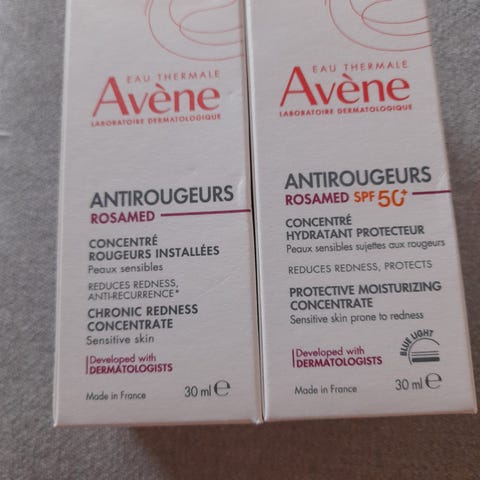 EAU THERMALE
Avène
LABORATOIRE DERMATOLOGIQUE
ANTIROUGEURS
ROSAMED
CONCENTRÉ
ROUGEURS INSTALLÉES
Peaux sensibles
REDUCES REDNESS,
ANTI-RECURRENCE*
CHRONIC REDNESS
CONCENTRATE
Sensitive skin
Developed with
DERMATOLOGISTS
Made in France
30 ml ℮
EAU THERMALE
Avène
LABORATOIRE DERMATOLOGIQUE
ANTIROUGEURS
ROSAMED SPF 50+
CONCENTRÉ
HYDRATANT PROTECTEUR
Peaux sensibles sujettes aux rougeurs
REDUCES REDNESS, PROTECTS
PROTECTIVE MOISTURIZING
CONCENTRATE
Sensitive skin prone to redness
Developed with
DERMATOLOGISTS
BLUE LIGHT
Made in France
30 ml ℮